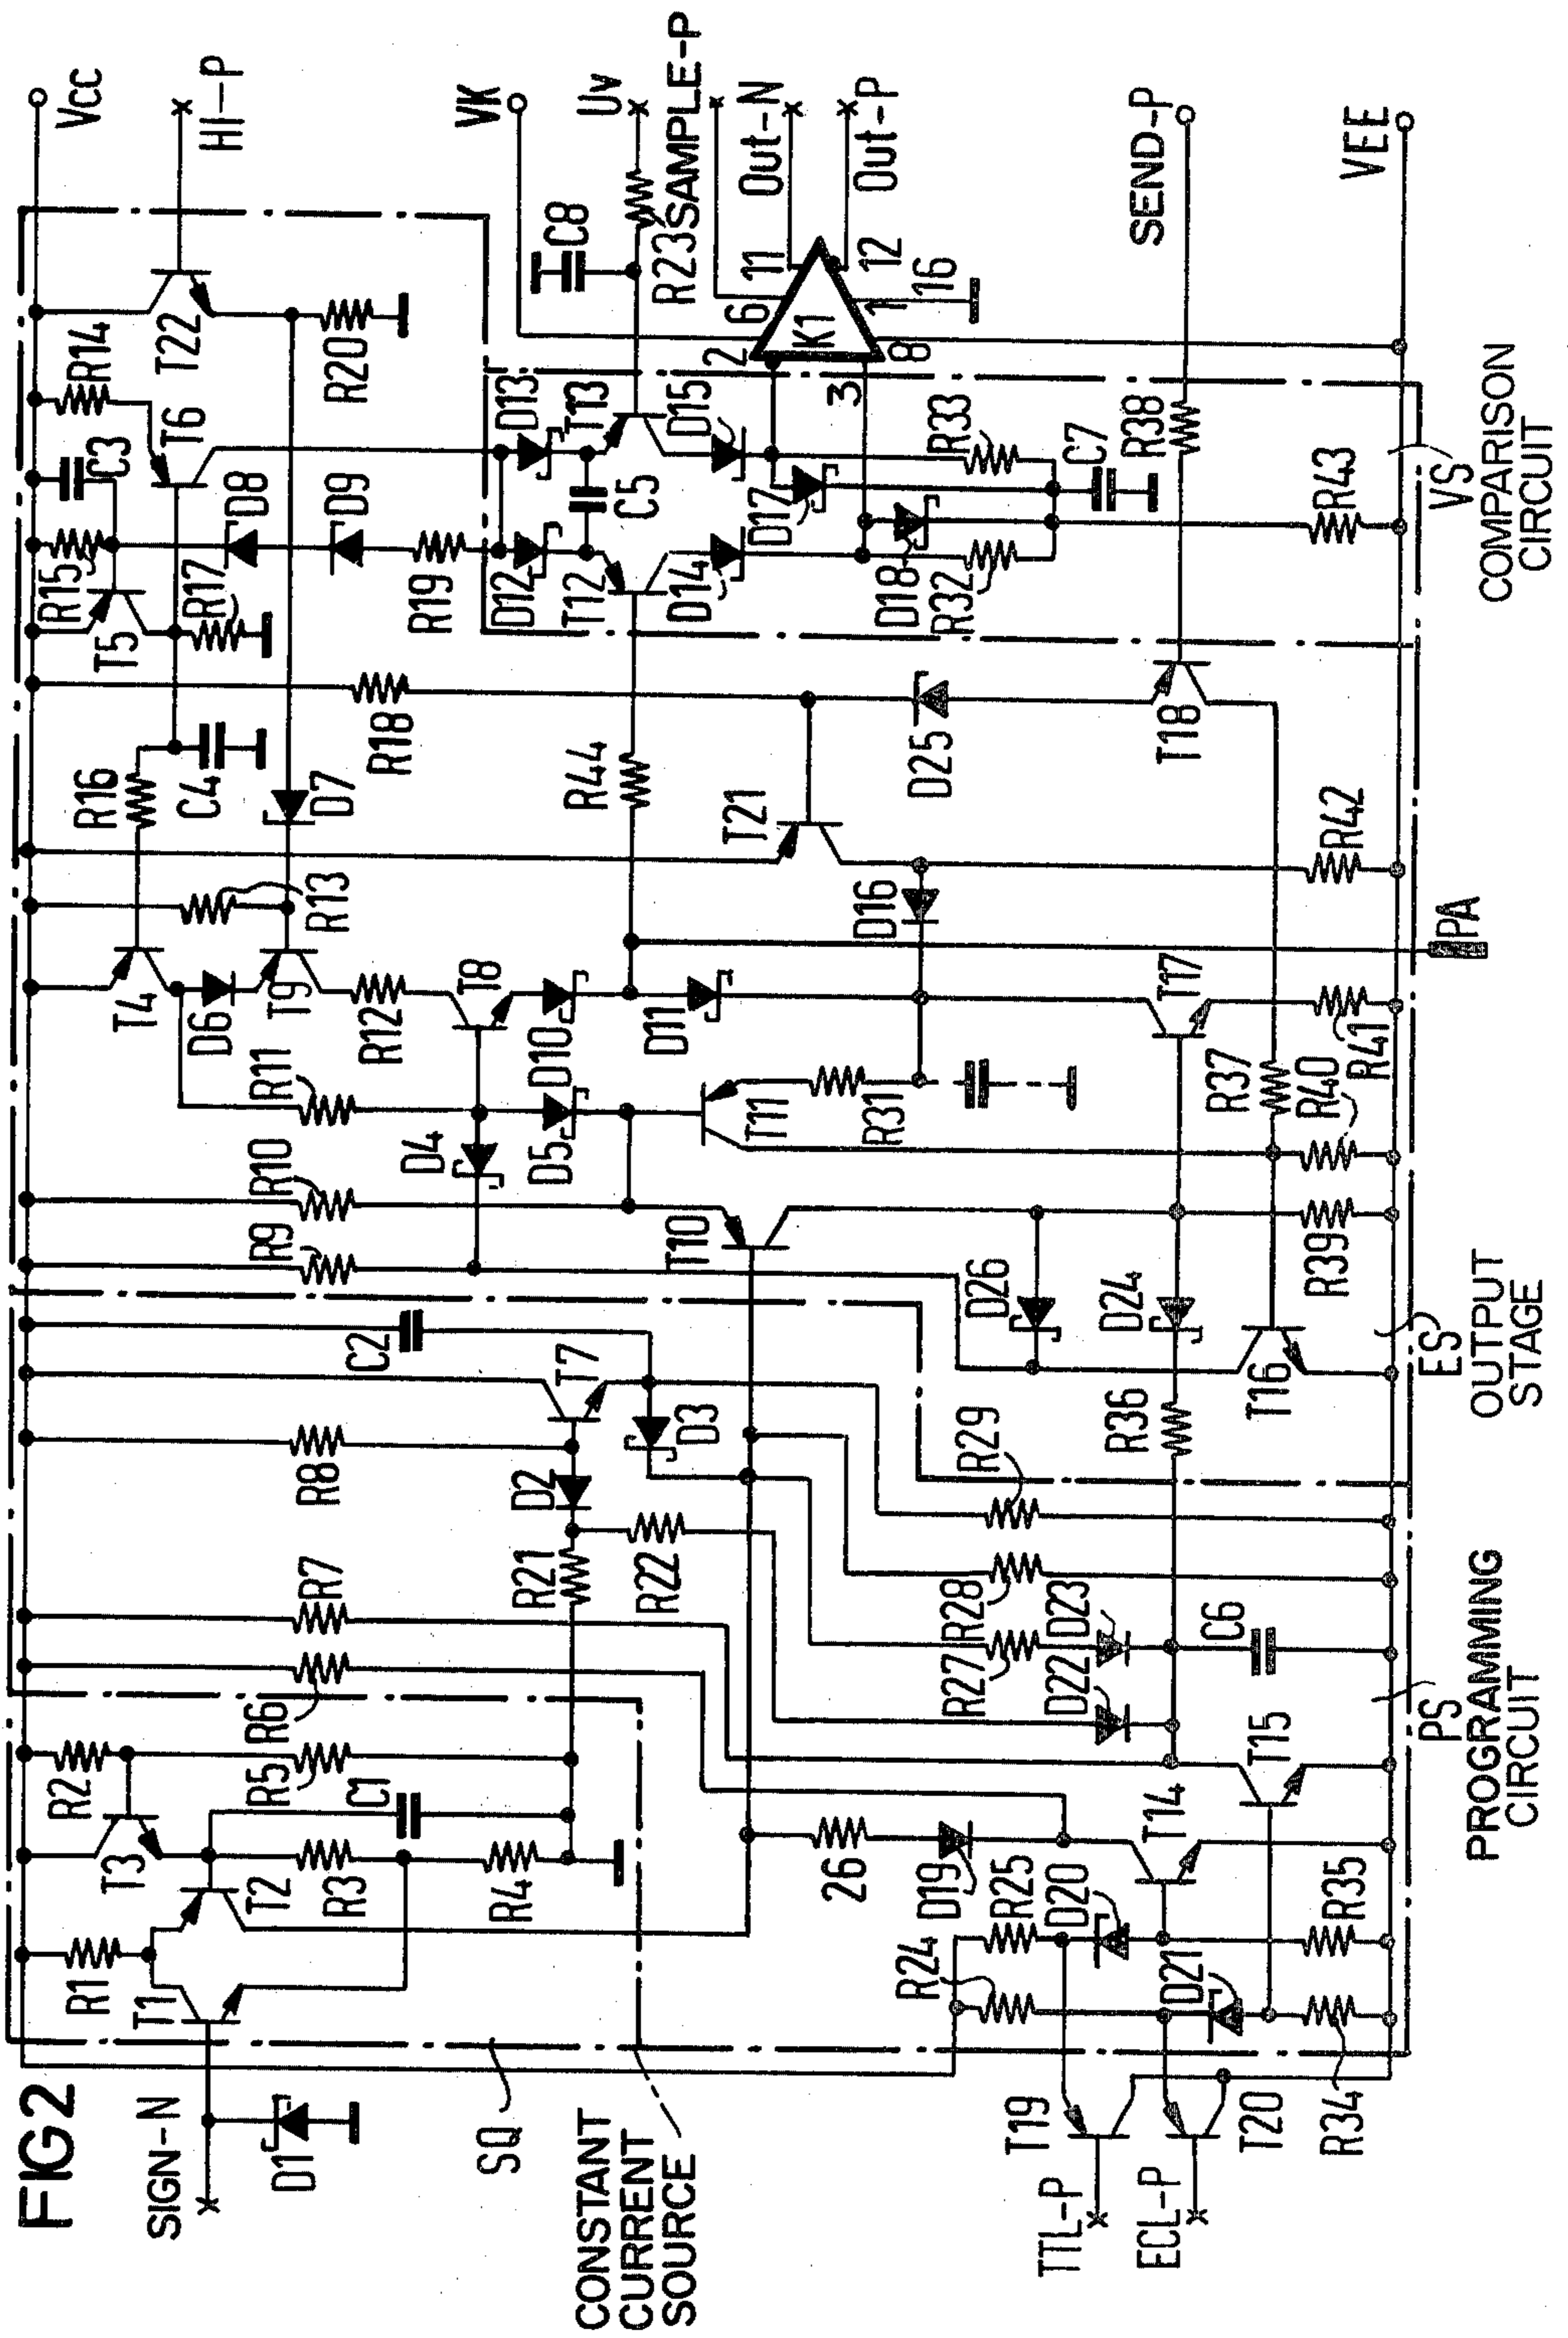 FIG 2
SIGN-N
D1
SQ
CONSTANT
CURRENT
SOURCE
TTL-P
ECL-P
T19
T20
R34
R1
T1
R2
T3
T2
R3
R4
R5
C1
R6
R7
R8
R21
D2
R22
T7
C2
D3
26
D19
R24
R25
D20
D21
T14
T15
R35
R27
R28
D22
D23
C6
R29
R36
PS
PROGRAMMING
CIRCUIT
R9
R10
D4
R11
D5
T10
D26
D24
T16
R39
ES
OUTPUT
STAGE
T4
D6
T9
R12
T8
D10
D11
T11
R31
R37
R40
R41
T17
PA
R16
C4
R13
D7
R18
R44
T21
D16
D25
T18
R42
R15
T5
R17
C3
T6
R14
D8
D9
R19
T22
R20
Vcc
HI-P
D12
D13
T12
T13
C5
D14
D15
D17
D18
R32
R33
C7
R38
R43
VS
COMPARISON
CIRCUIT
VK
C8
Uv
R23
SAMPLE-P
Out-N
Out-P
2
3
6
11
K1
8
1
12
16
SEND-P
VEE